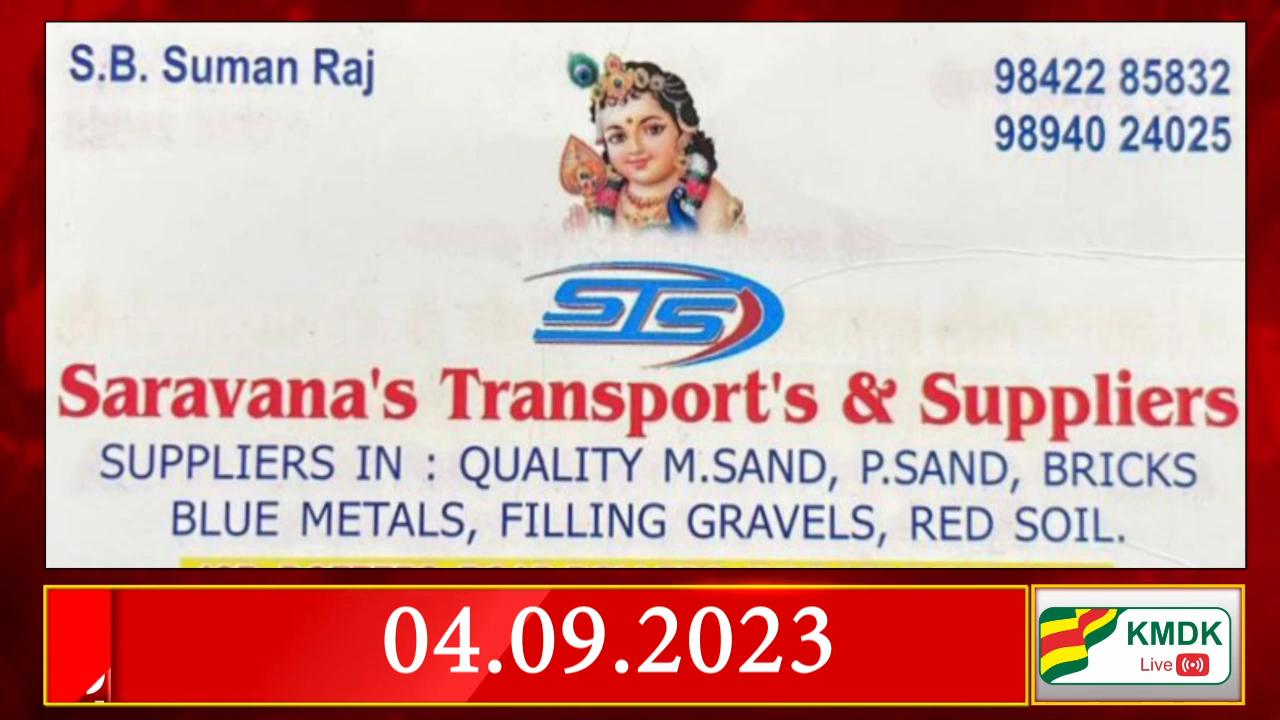 S.B. Suman Raj
98422 85832
98940 24025
STS
Saravana's Transport's & Suppliers
SUPPLIERS IN : QUALITY M.SAND, P.SAND, BRICKS
BLUE METALS, FILLING GRAVELS, RED SOIL.
04.09.2023
KMDK
Live